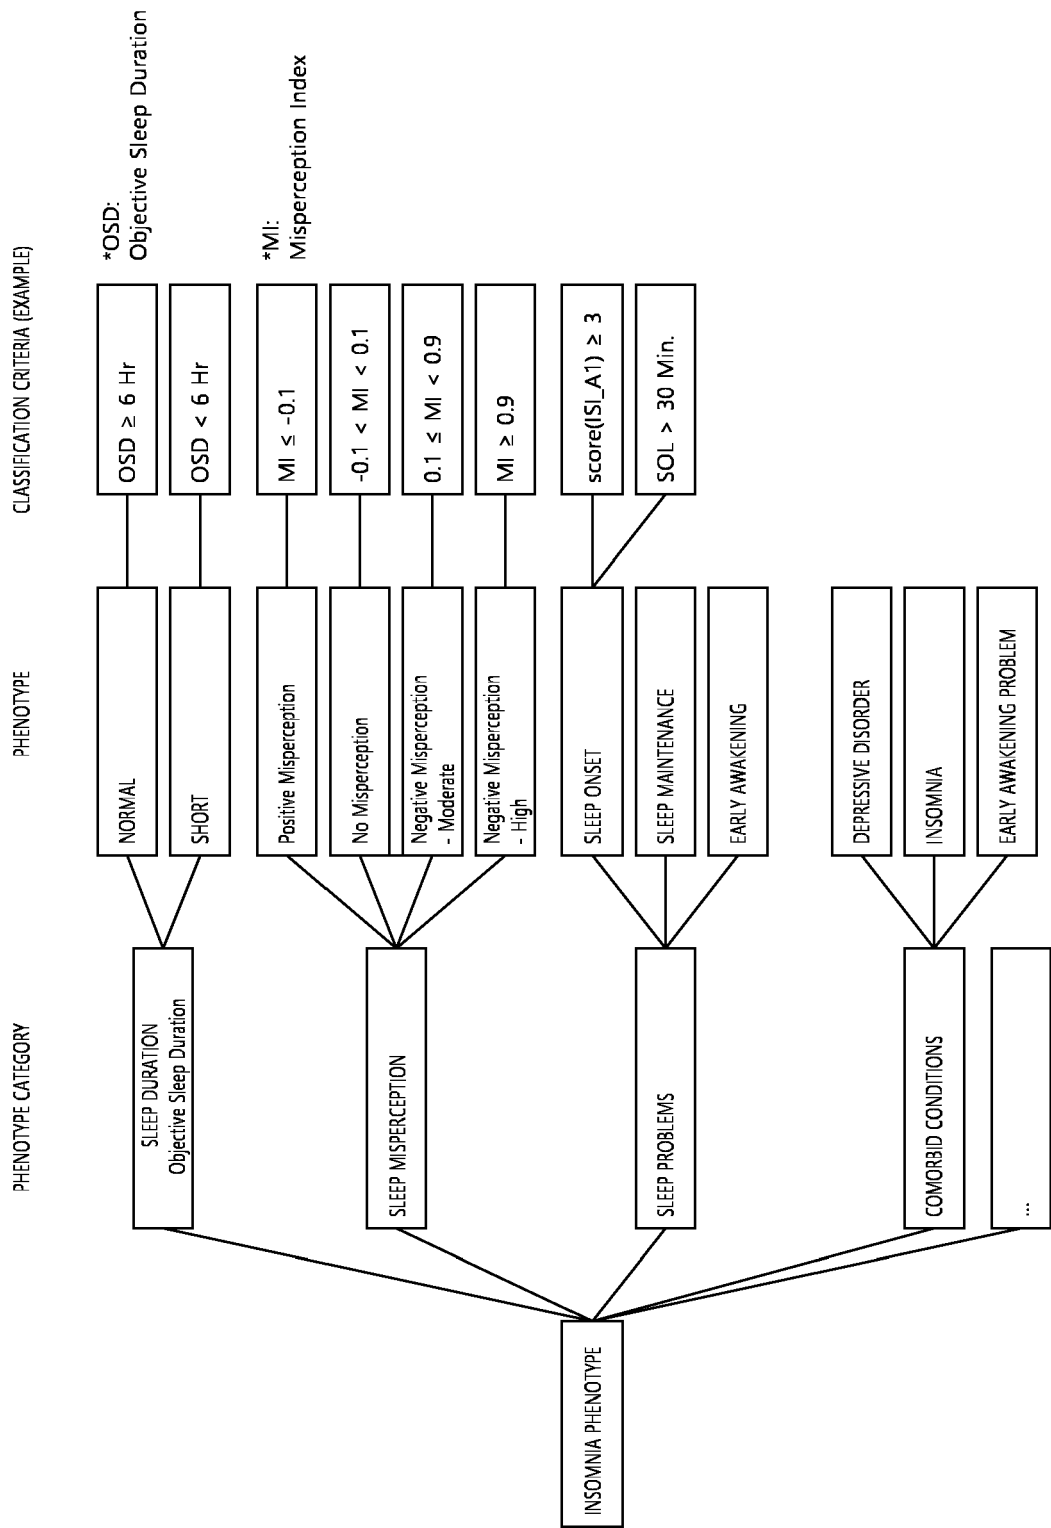 PHENOTYPE CATEGORY
PHENOTYPE
CLASSIFICATION CRITERIA (EXAMPLE)
INSOMNIA PHENOTYPE
SLEEP DURATION
Objective Sleep Duration
NORMAL
OSD ≥ 6 Hr
SHORT
OSD < 6 Hr
*OSD:
Objective Sleep Duration
SLEEP MISPERCEPTION
Positive Misperception
MI ≤ -0.1
No Misperception
-0.1 < MI < 0.1
Negative Misperception
- Moderate
0.1 ≤ MI < 0.9
Negative Misperception
- High
MI ≥ 0.9
*MI:
Misperception Index
SLEEP PROBLEMS
SLEEP ONSET
score(ISI_A1) ≥ 3
SOL > 30 Min.
SLEEP MAINTENANCE
EARLY AWAKENING
COMORBID CONDITIONS
DEPRESSIVE DISORDER
INSOMNIA
EARLY AWAKENING PROBLEM
...